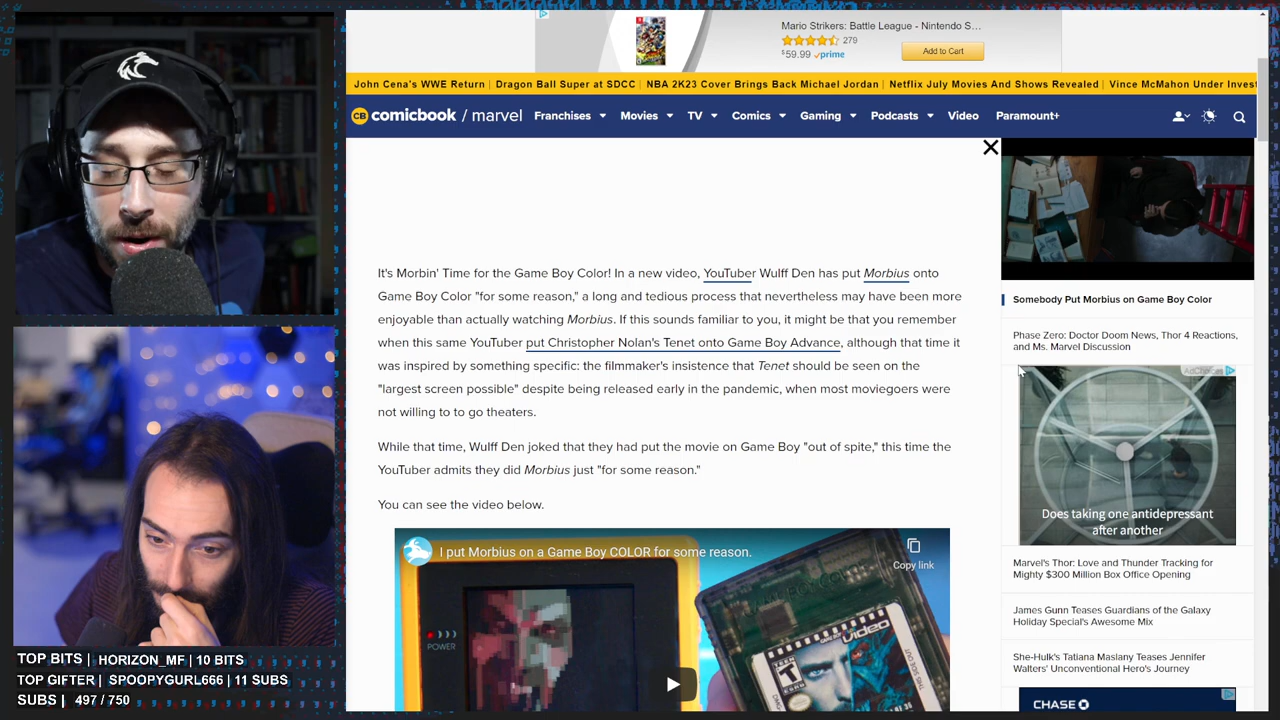 Mario Strikers: Battle League - Nintendo S...
279
$59.99 prime
Add to Cart
John Cena's WWE Return | Dragon Ball Super at SDCC | NBA 2K23 Cover Brings Back Michael Jordan | Netflix July Movies And Shows Revealed | Vince McMahon Under Invest
CB comicbook / marvel Franchises Movies TV Comics Gaming Podcasts Video Paramount+
It's Morbin' Time for the Game Boy Color! In a new video, YouTuber Wulff Den has put Morbius onto
Game Boy Color "for some reason," a long and tedious process that nevertheless may have been more
enjoyable than actually watching Morbius. If this sounds familiar to you, it might be that you remember
when this same YouTuber put Christopher Nolan's Tenet onto Game Boy Advance, although that time it
was inspired by something specific: the filmmaker's insistence that Tenet should be seen on the
"largest screen possible" despite being released early in the pandemic, when most moviegoers were
not willing to to go theaters.
While that time, Wulff Den joked that they had put the movie on Game Boy "out of spite," this time the
YouTuber admits they did Morbius just "for some reason."
You can see the video below.
I put Morbius on a Game Boy COLOR for some reason.
Copy link
POWER
TEEN
T
video
Somebody Put Morbius on Game Boy Color
Phase Zero: Doctor Doom News, Thor 4 Reactions,
and Ms. Marvel Discussion
AdChoices
Does taking one antidepressant
after another
Marvel's Thor: Love and Thunder Tracking for
Mighty $300 Million Box Office Opening
James Gunn Teases Guardians of the Galaxy
Holiday Special's Awesome Mix
She-Hulk's Tatiana Maslany Teases Jennifer
Walters' Unconventional Hero's Journey
CHASE
TOP BITS | HORIZON_MF | 10 BITS
TOP GIFTER | SPOOPYGURL666 | 11 SUBS
SUBS | 497 / 750